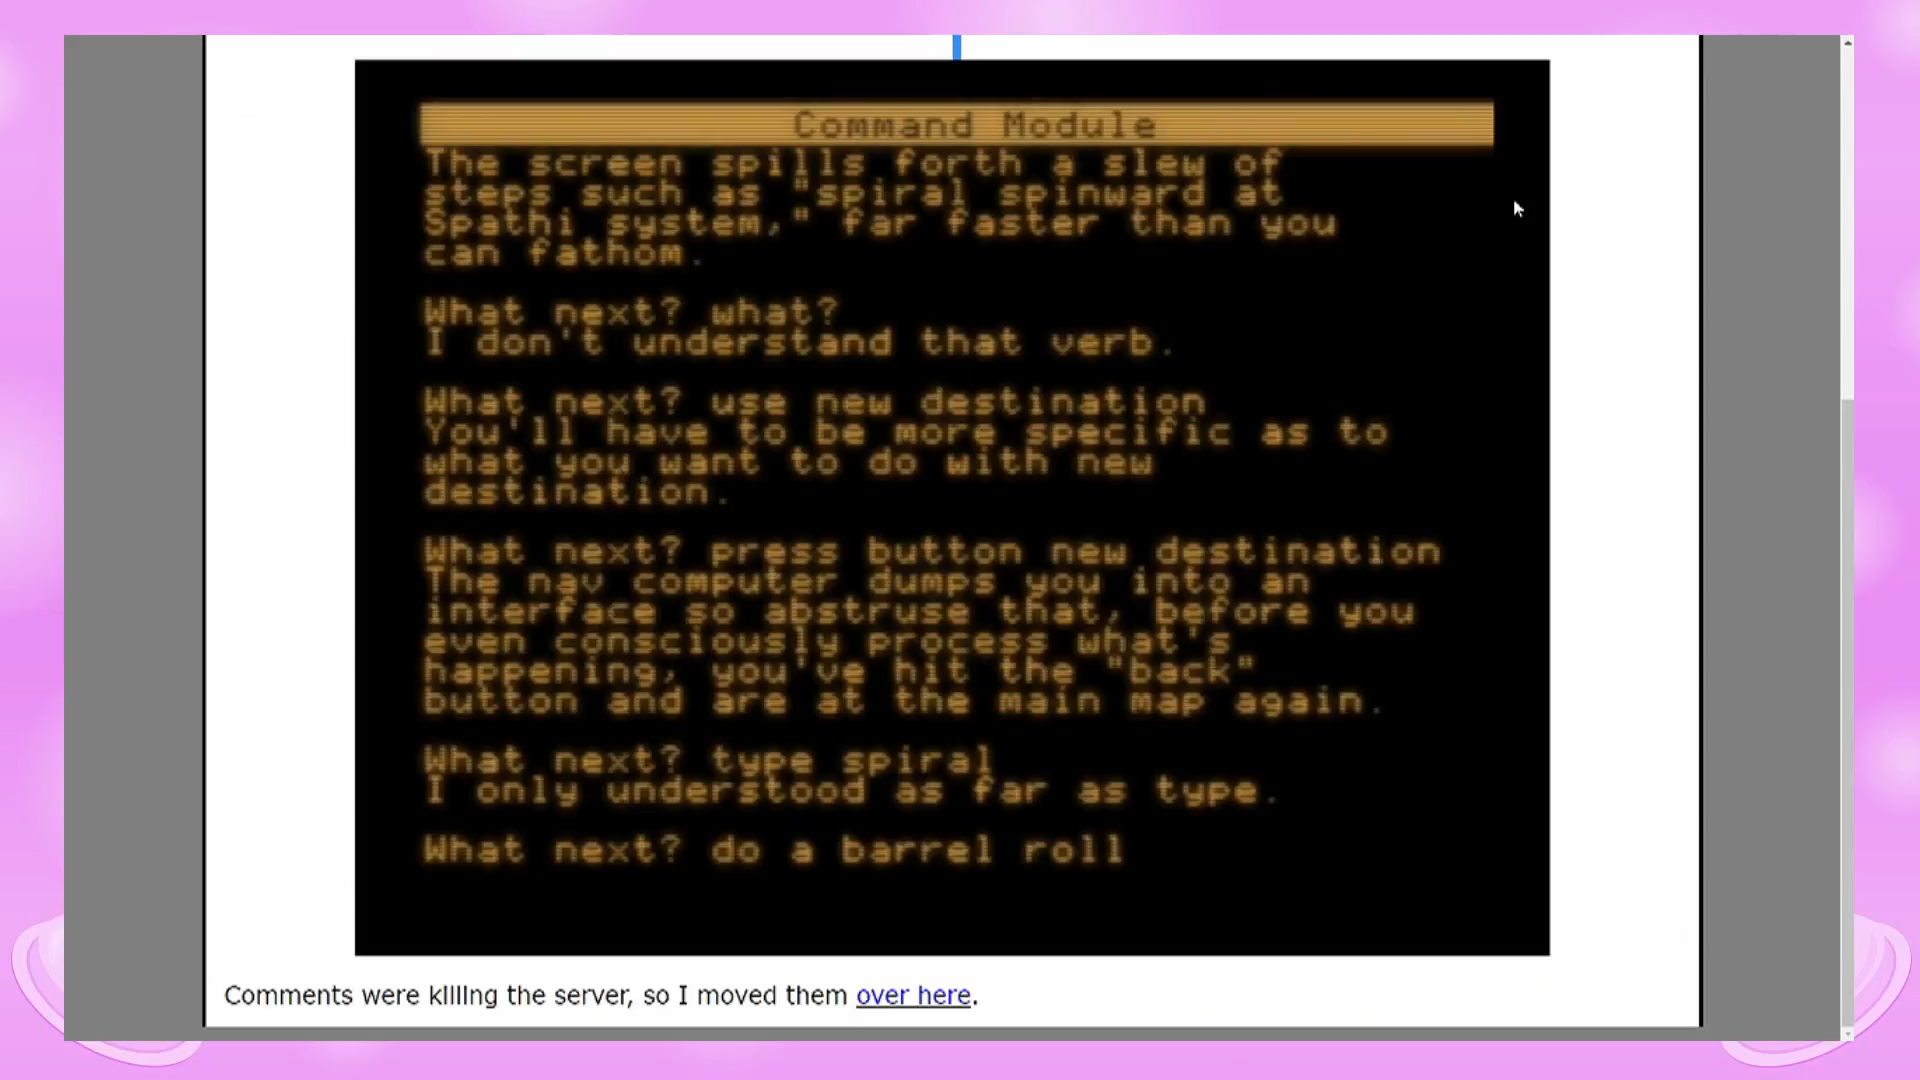 Command Module
The screen spills forth a slew of
steps such as "spiral spinward at
Spathi system," far faster than you
can fathom.
What next? what?
I don't understand that verb.
What next? use new destination
You'll have to be more specific as to
what you want to do with new
destination.
What next? press button new destination
The nav computer dumps you into an
interface so abstruse that, before you
even consciously process what's
happening, you've hit the "back"
button and are at the main map again.
What next? type spiral
I only understood as far as type.
What next? do a barrel roll
Comments were killing the server, so I moved them over here.